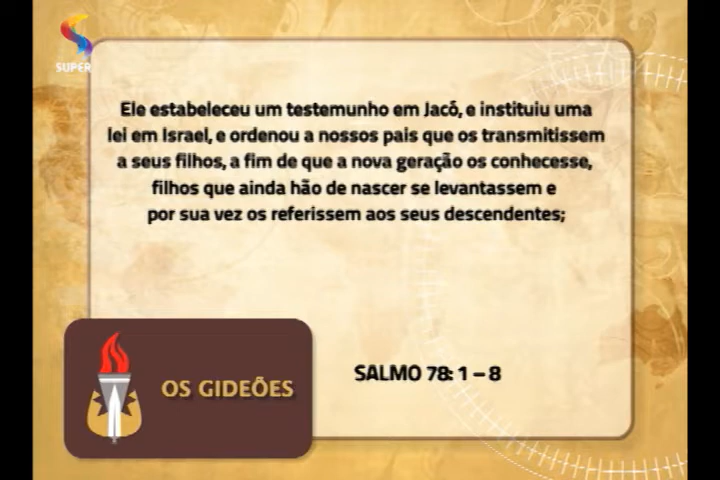 SUPER
Ele estabeleceu um testemunho em Jacó, e instituiu uma
lei em Israel, e ordenou a nossos pais que os transmitissem
a seus filhos, a fim de que a nova geração os conhecesse,
filhos que ainda hão de nascer se levantassem e
por sua vez os referissem aos seus descendentes;
OS GIDEÕES
SALMO 78: 1 – 8